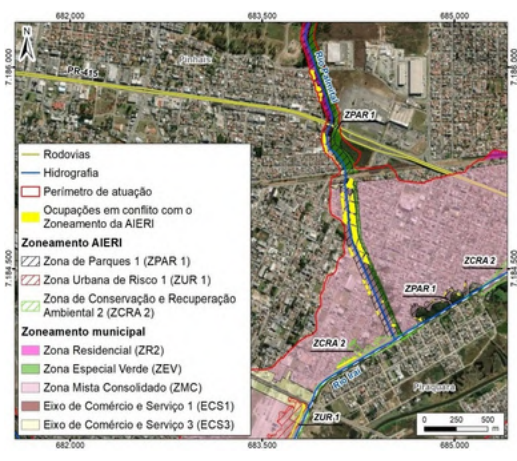 682,000 683,500 685,000
N
7.186.000
7.186.000
Pinhais
PR-415
Rio Palmital
ZPAR 1
Rodovias
Hidrografia
Perímetro de atuação
Ocupações em conflito com o
Zoneamento da AIERI
Zoneamento AIERI
Zona de Parques 1 (ZPAR 1)
Zona Urbana de Risco 1 (ZUR 1)
Zona de Conservação e Recuperação
Ambiental 2 (ZCRA 2)
Zoneamento municipal
Zona Residencial (ZR2)
Zona Especial Verde (ZEV)
Zona Mista Consolidado (ZMC)
Eixo de Comércio e Serviço 1 (ECS1)
Eixo de Comércio e Serviço 3 (ECS3)
7.184.500
7.184.500
ZCRA 2
ZPAR 1
ZCRA 2
Rio Iraí
Piraquara
ZUR 1
0 250 500
m
682.000 683.500 685.000